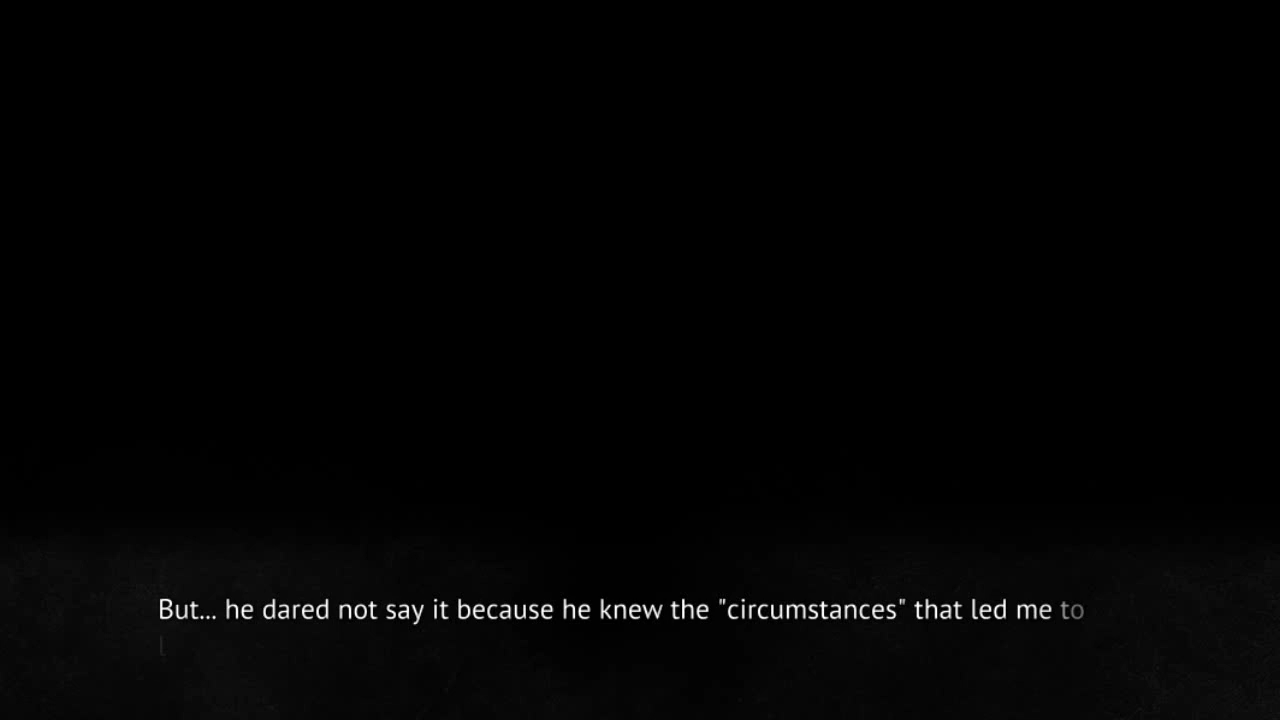 But... he dared not say it because he knew the "circumstances" that led me to
l